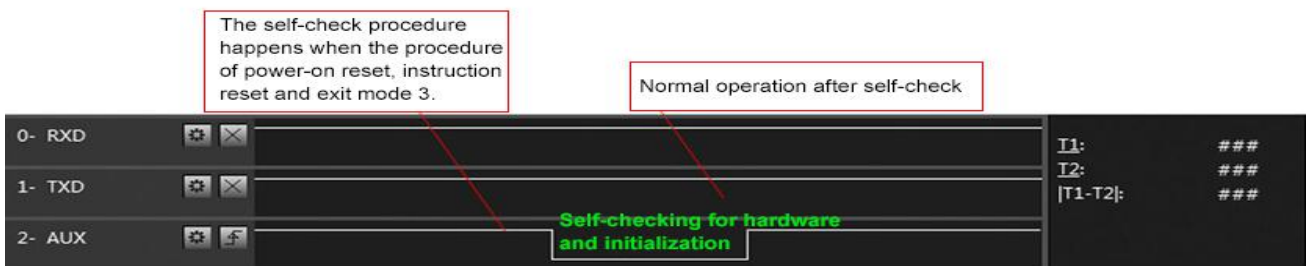 The self-check procedure
happens when the procedure
of power-on reset, instruction
reset and exit mode 3.
Normal operation after self-check
0- RXD
T1: ###
1- TXD
T2: ###
|T1-T2|: ###
Self-checking for hardware
and initialization
2- AUX